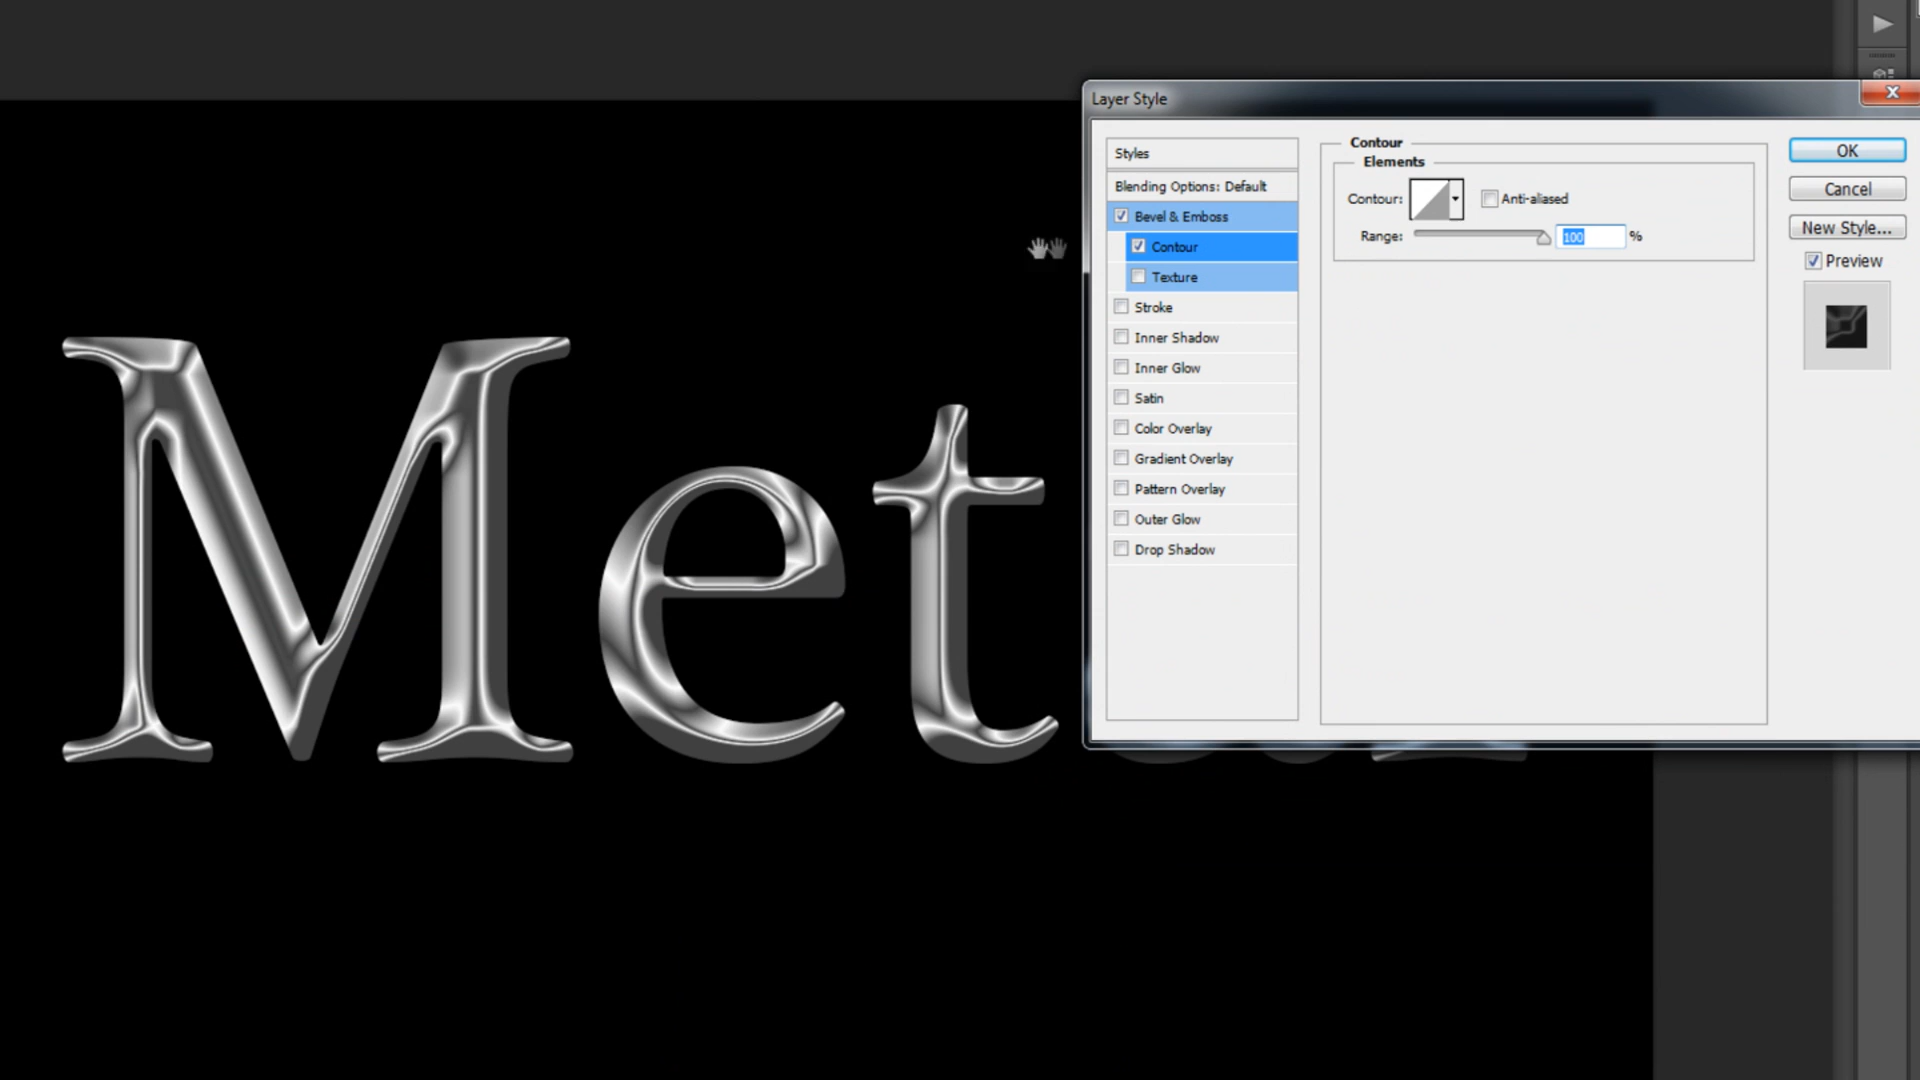 Layer Style
X
Styles
Blending Options: Default
Bevel & Emboss
Contour
Texture
Stroke
Inner Shadow
Inner Glow
Satin
Color Overlay
Gradient Overlay
Pattern Overlay
Outer Glow
Drop Shadow
Contour
Elements
Contour:
Anti-aliased
Range:
100
%
OK
Cancel
New Style...
Preview
Met